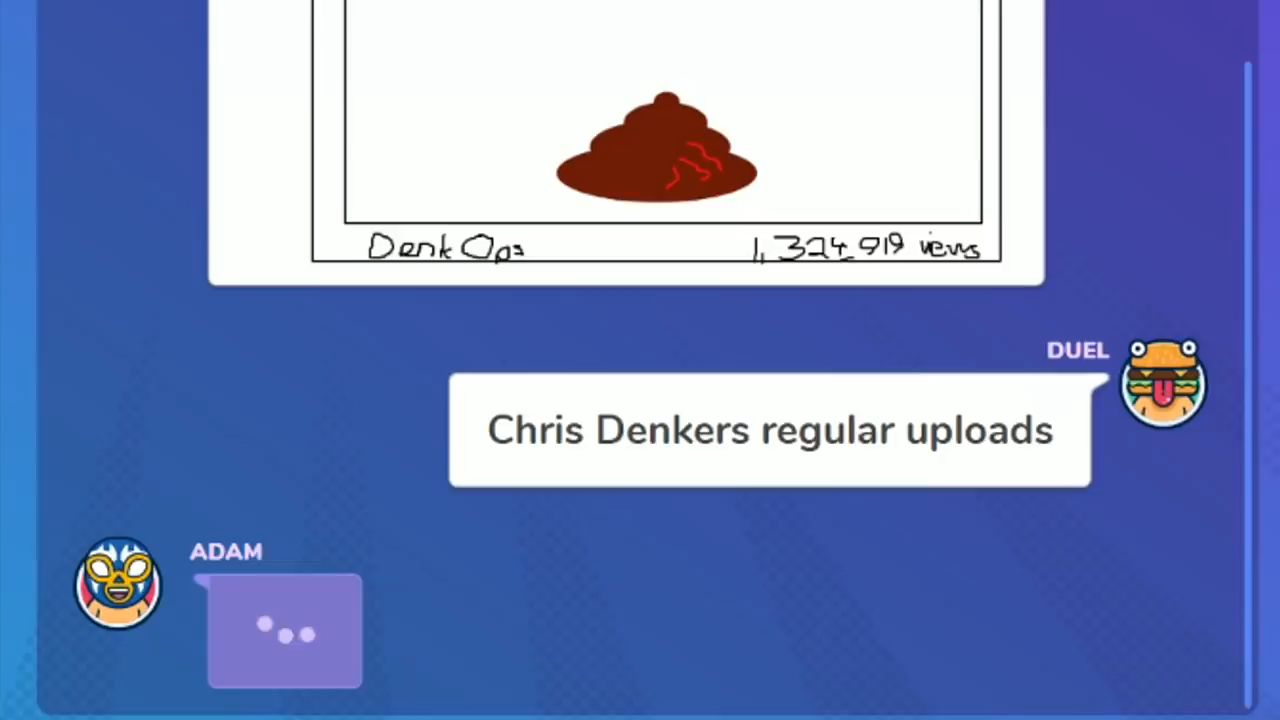 Denk Ops
1,324,919 views
DUEL
Chris Denkers regular uploads
ADAM